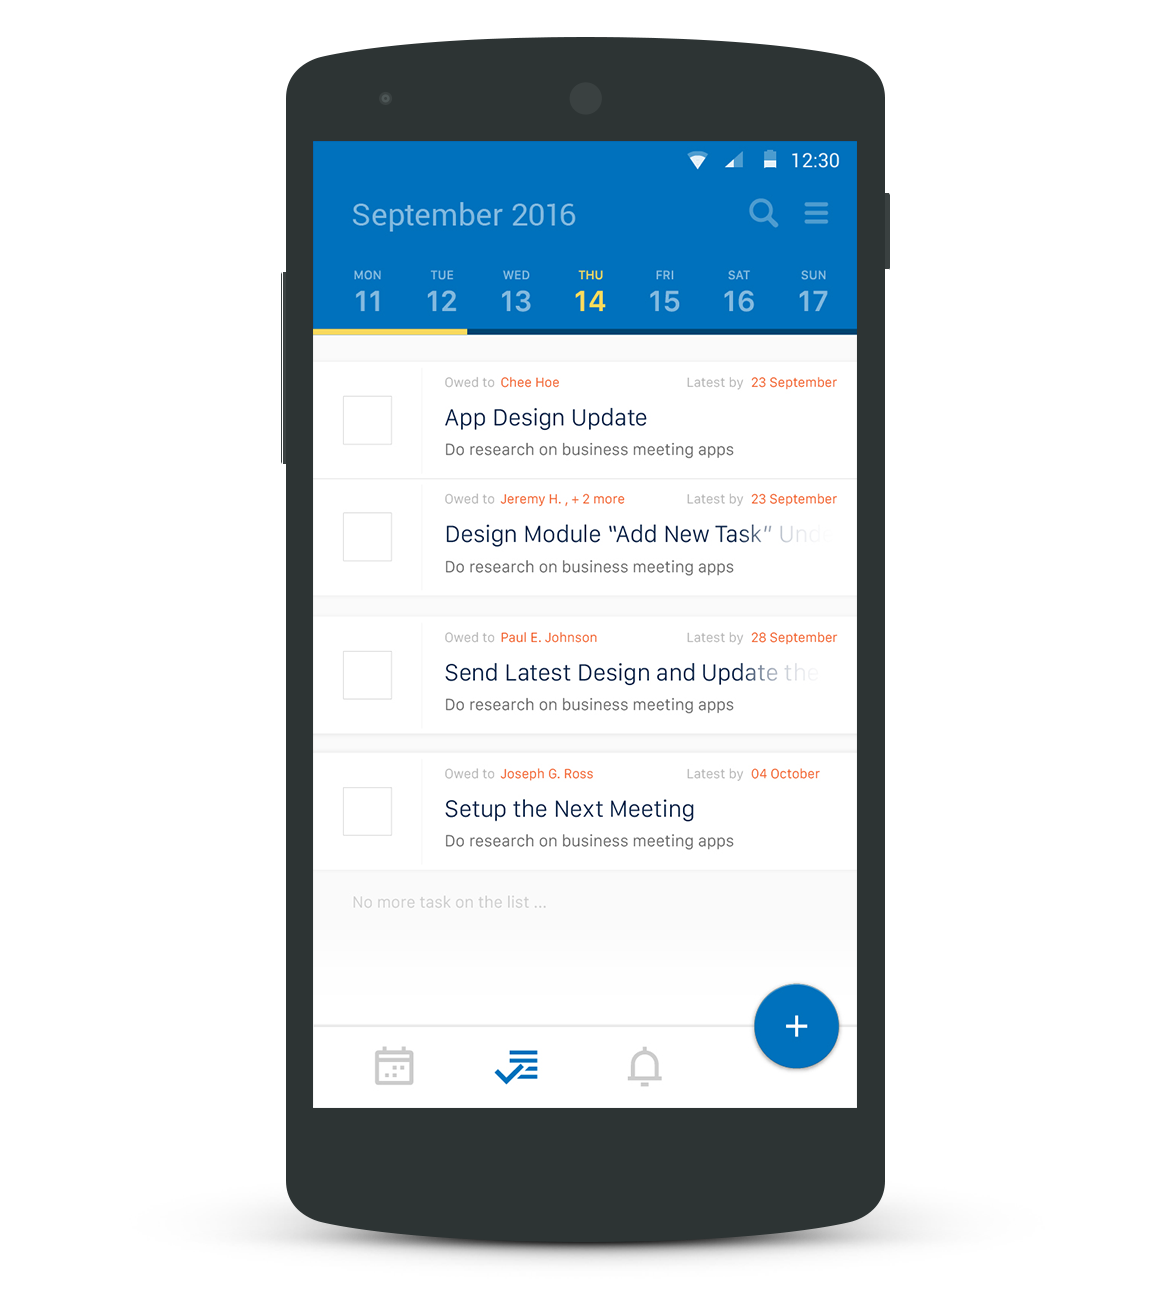 12:30
September 2016
MON TUE WED THU FRI SAT SUN
11 12 13 14 15 16 17
Owed to Chee Hoe Latest by 23 September
App Design Update
Do research on business meeting apps
Owed to Jeremy H. , + 2 more Latest by 23 September
Design Module “Add New Task” Unde
Do research on business meeting apps
Owed to Paul E. Johnson Latest by 28 September
Send Latest Design and Update the
Do research on business meeting apps
Owed to Joseph G. Ross Latest by 04 October
Setup the Next Meeting
Do research on business meeting apps
No more task on the list ...